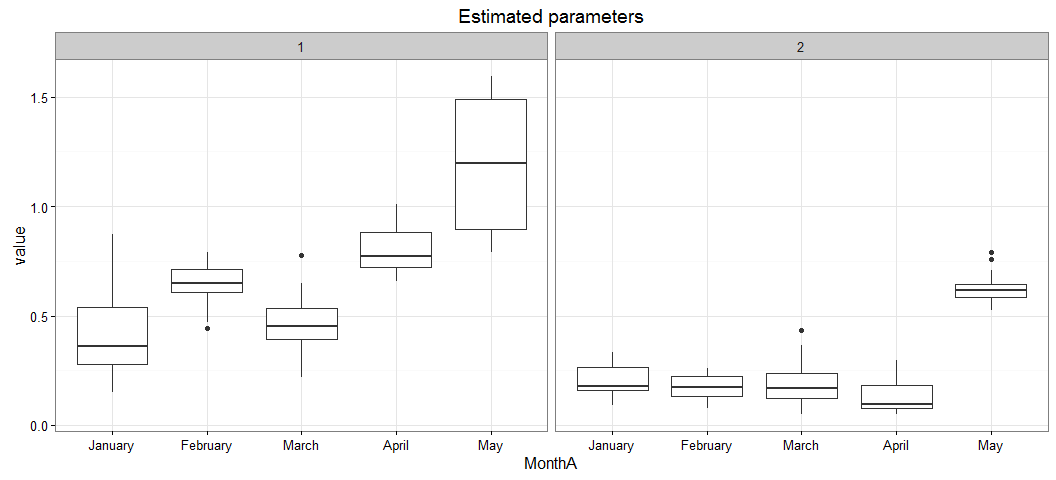 Estimated parameters
1 2
1.5
1.0
0.5
0.0
value
January February March April May January February March April May
MonthA